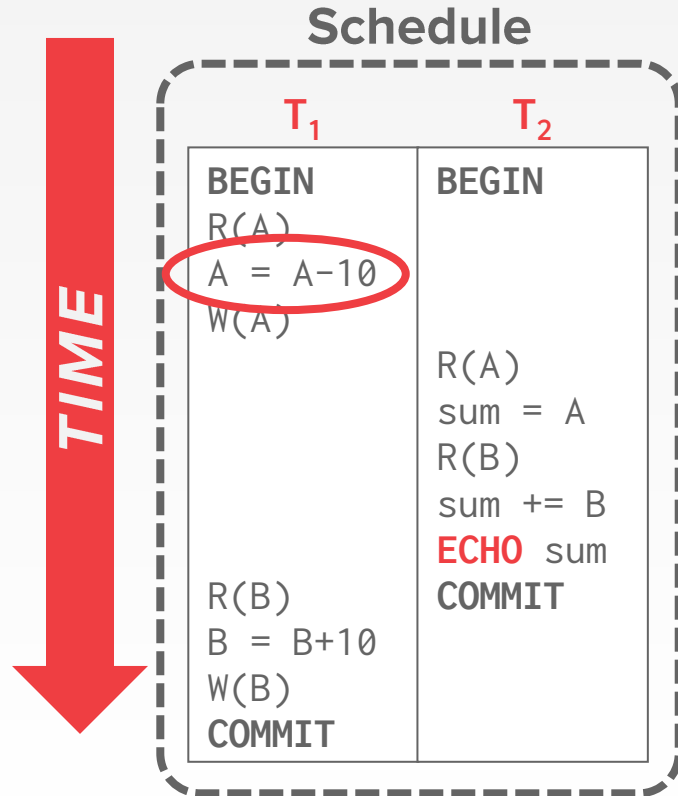 Schedule
TIME
T₁ T₂
BEGIN BEGIN
R(A)
A = A-10
W(A)
R(A)
sum = A
R(B)
sum += B
ECHO sum
R(B) COMMIT
B = B+10
W(B)
COMMIT